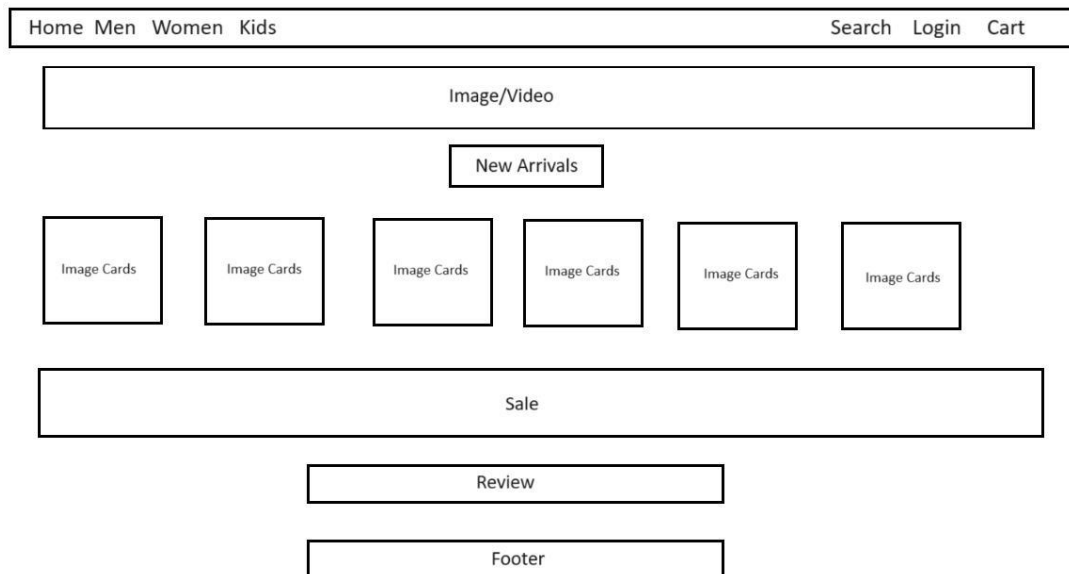 Home Men Women Kids Search Login Cart
Image/Video
New Arrivals
Image Cards Image Cards Image Cards Image Cards Image Cards Image Cards
Sale
Review
Footer